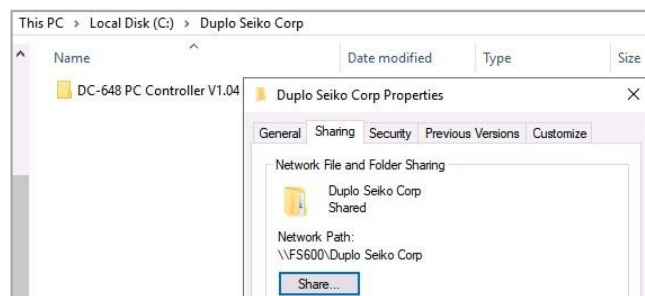 This PC > Local Disk (C:) > Duplo Seiko Corp
Name Date modified Type Size
DC-648 PC Controller V1.04
Duplo Seiko Corp Properties
General Sharing Security Previous Versions Customize
Network File and Folder Sharing
Duplo Seiko Corp
Shared
Network Path:
\\FS600\Duplo Seiko Corp
Share...